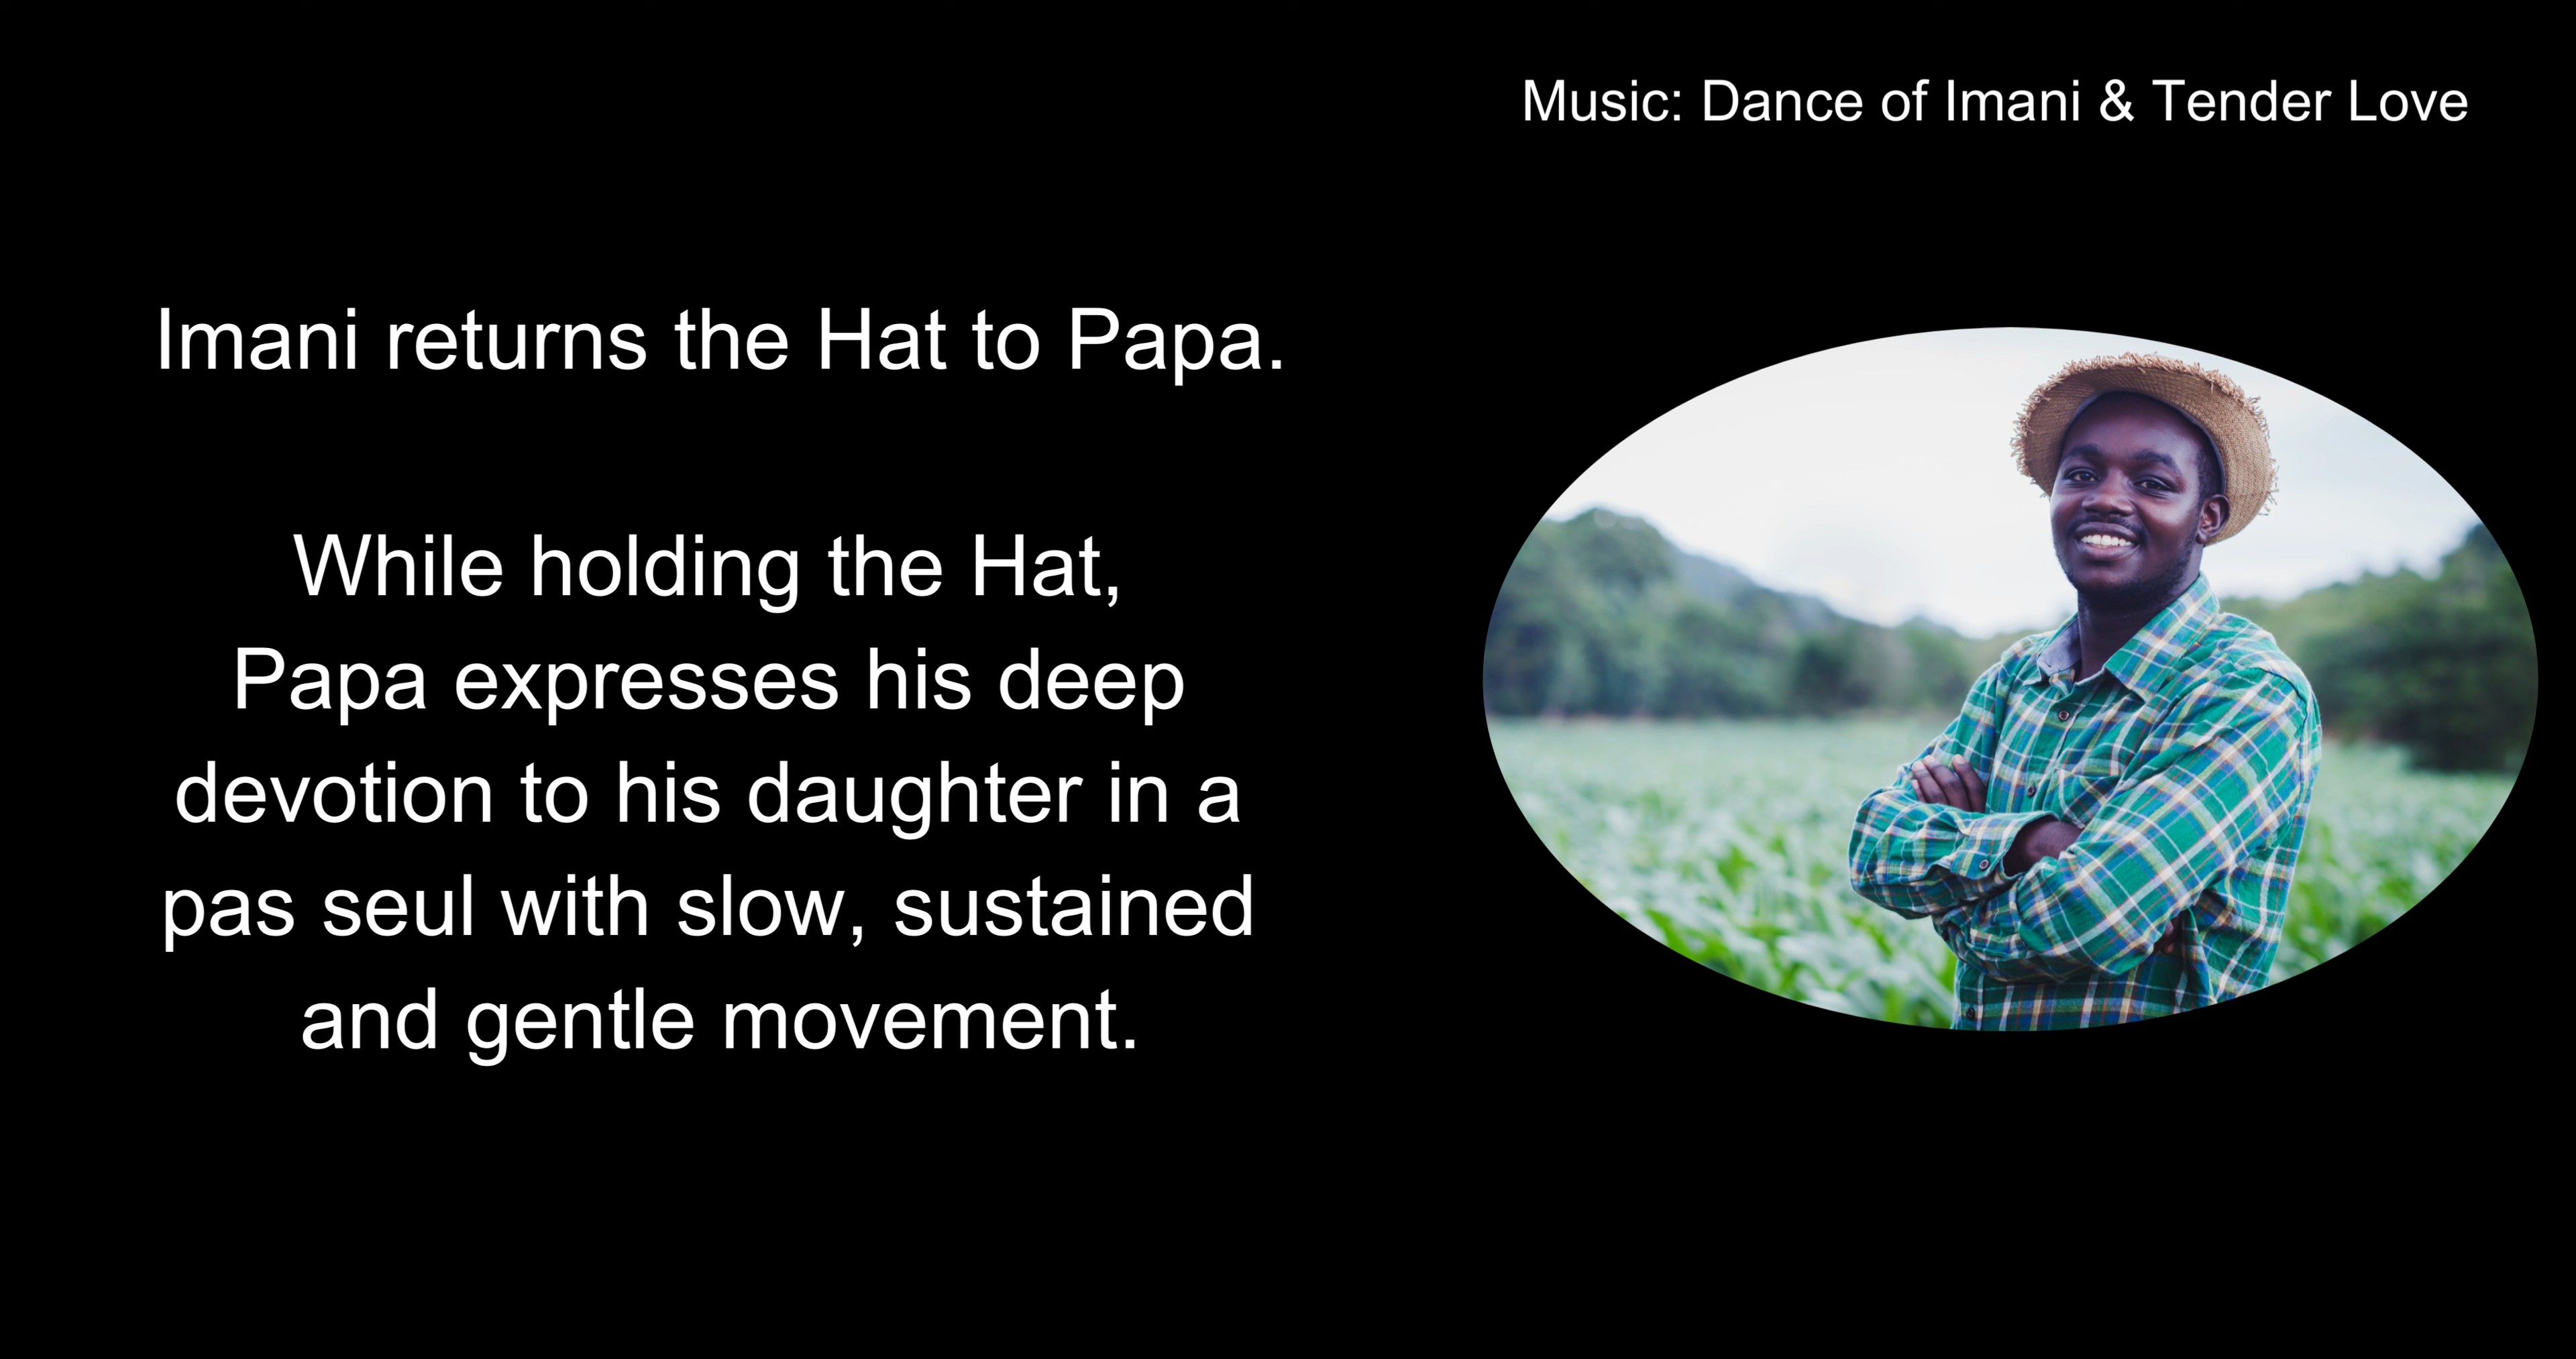 Music: Dance of Imani & Tender Love
Imani returns the Hat to Papa.
While holding the Hat,
Papa expresses his deep
devotion to his daughter in a
pas seul with slow, sustained
and gentle movement.